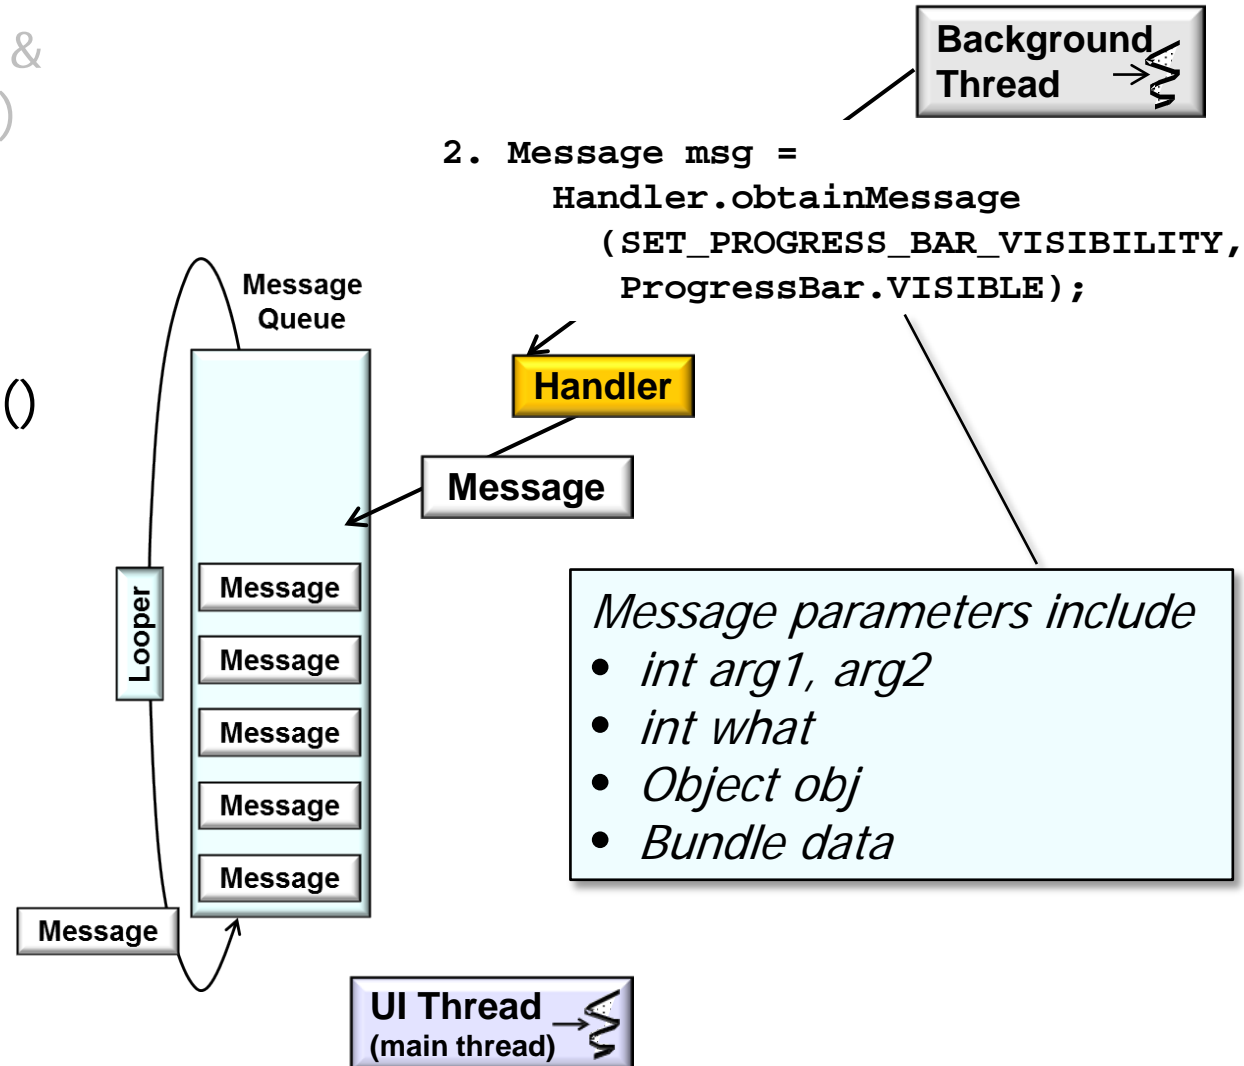 &
)
Background
Thread
2. Message msg =
Handler.obtainMessage
(SET_PROGRESS_BAR_VISIBILITY,
ProgressBar.VISIBLE);
Message
Queue
()
Handler
Message
Looper
Message
Message
Message
Message
Message
Message
Message parameters include
• int arg1, arg2
• int what
• Object obj
• Bundle data
UI Thread
(main thread)